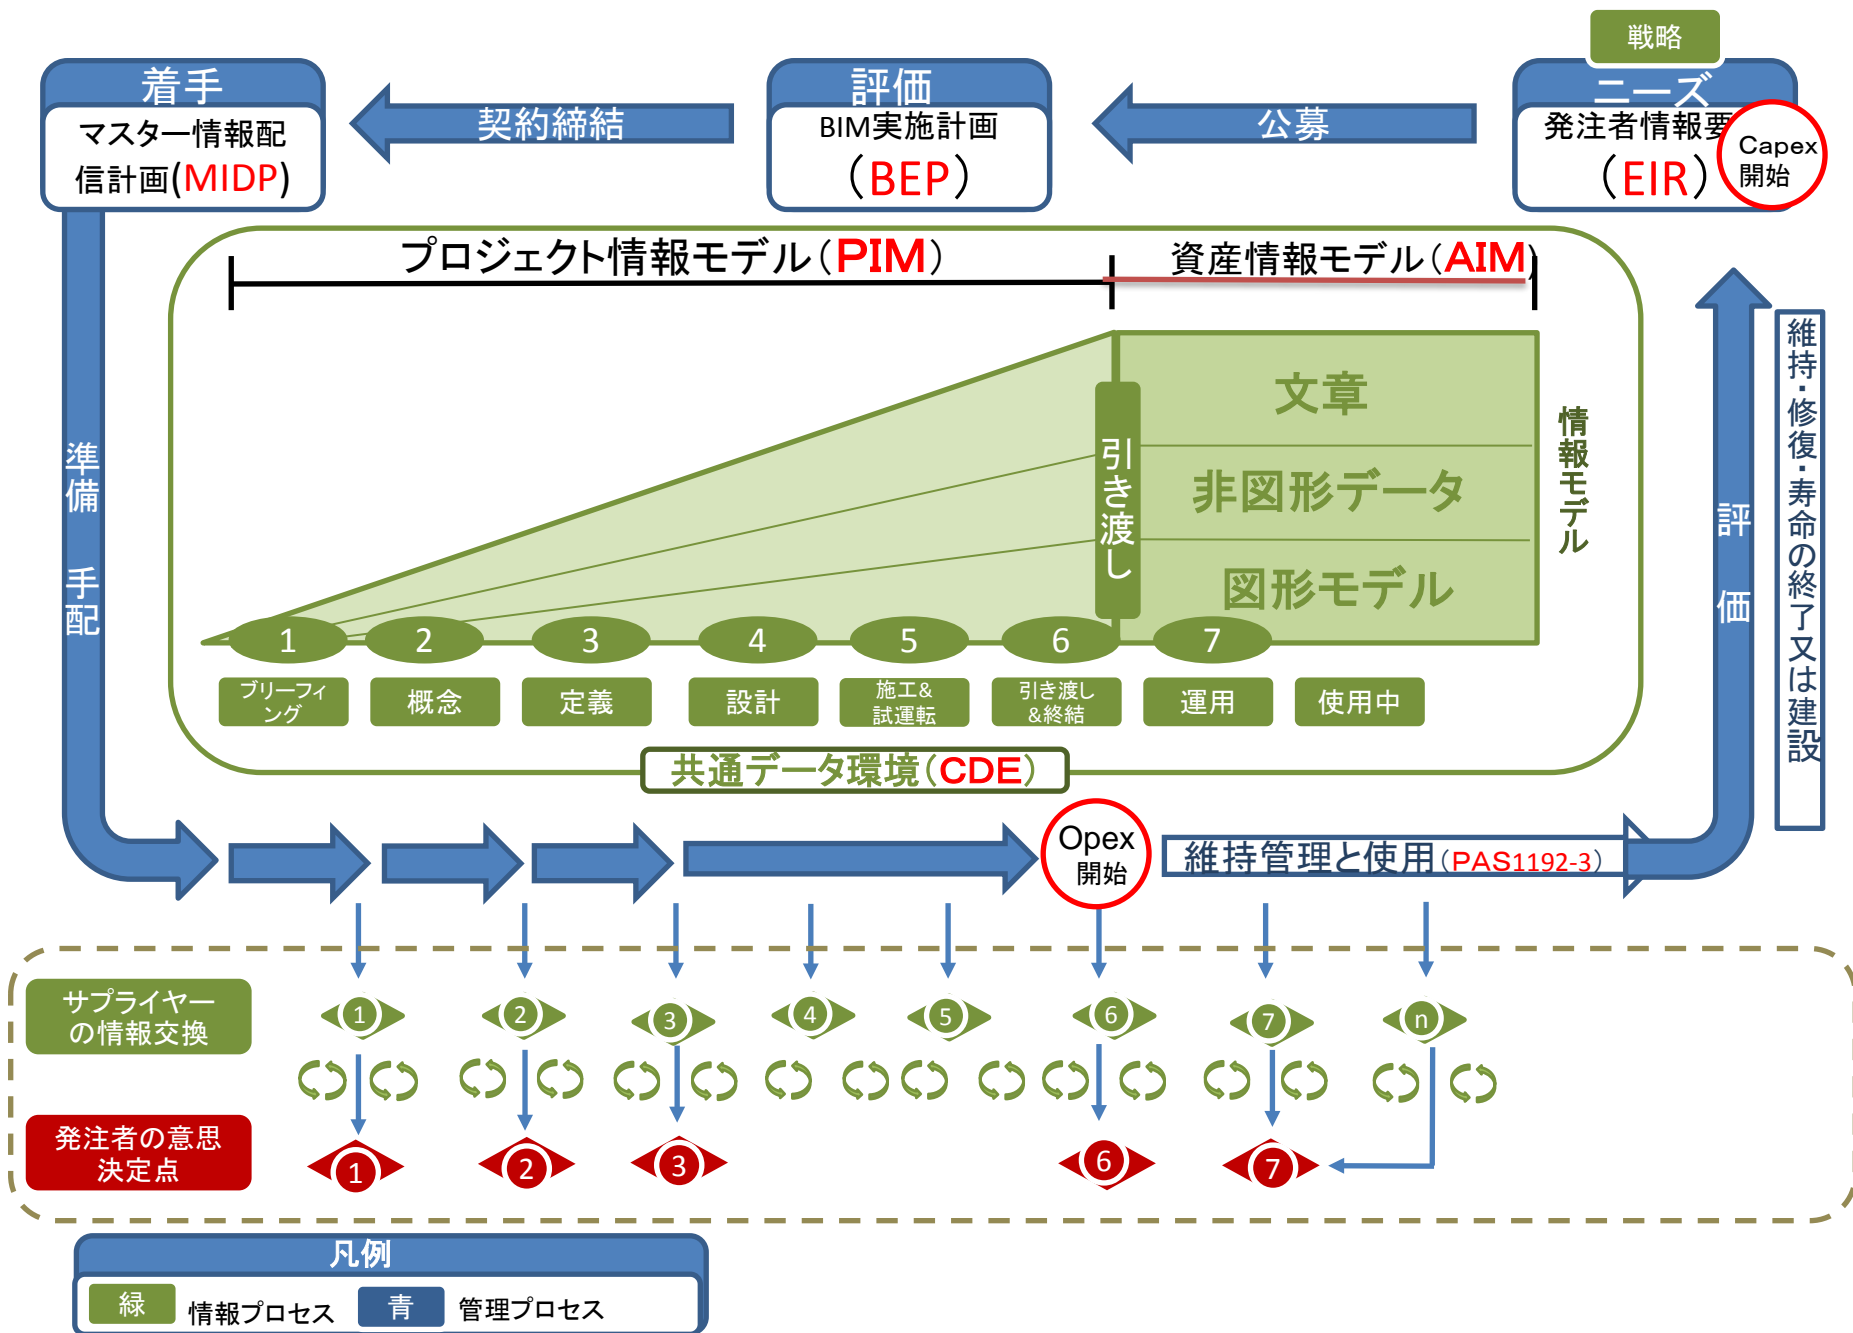 戦略
着手
マスター情報配
信計画(MIDP)
契約締結
評価
BIM実施計画
（BEP）
公募
ニーズ
発注者情報要
（EIR）
Capex
開始
プロジェクト情報モデル（PIM）
資産情報モデル（AIM）
文章
非図形データ
図形モデル
引き渡し
情報モデル
準備 手配
評価
維持・修復・寿命の終了又は建設
1
2
3
4
5
6
7
ブリーフィ
ング
概念
定義
設計
施工&
試運転
引き渡し
&終結
運用
使用中
共通データ環境（CDE）
Opex
開始
維持管理と使用（PAS1192-3）
サプライヤー
の情報交換
1
2
3
4
5
6
7
n
発注者の意思
決定点
1
2
3
6
7
凡例
緑 情報プロセス
青 管理プロセス